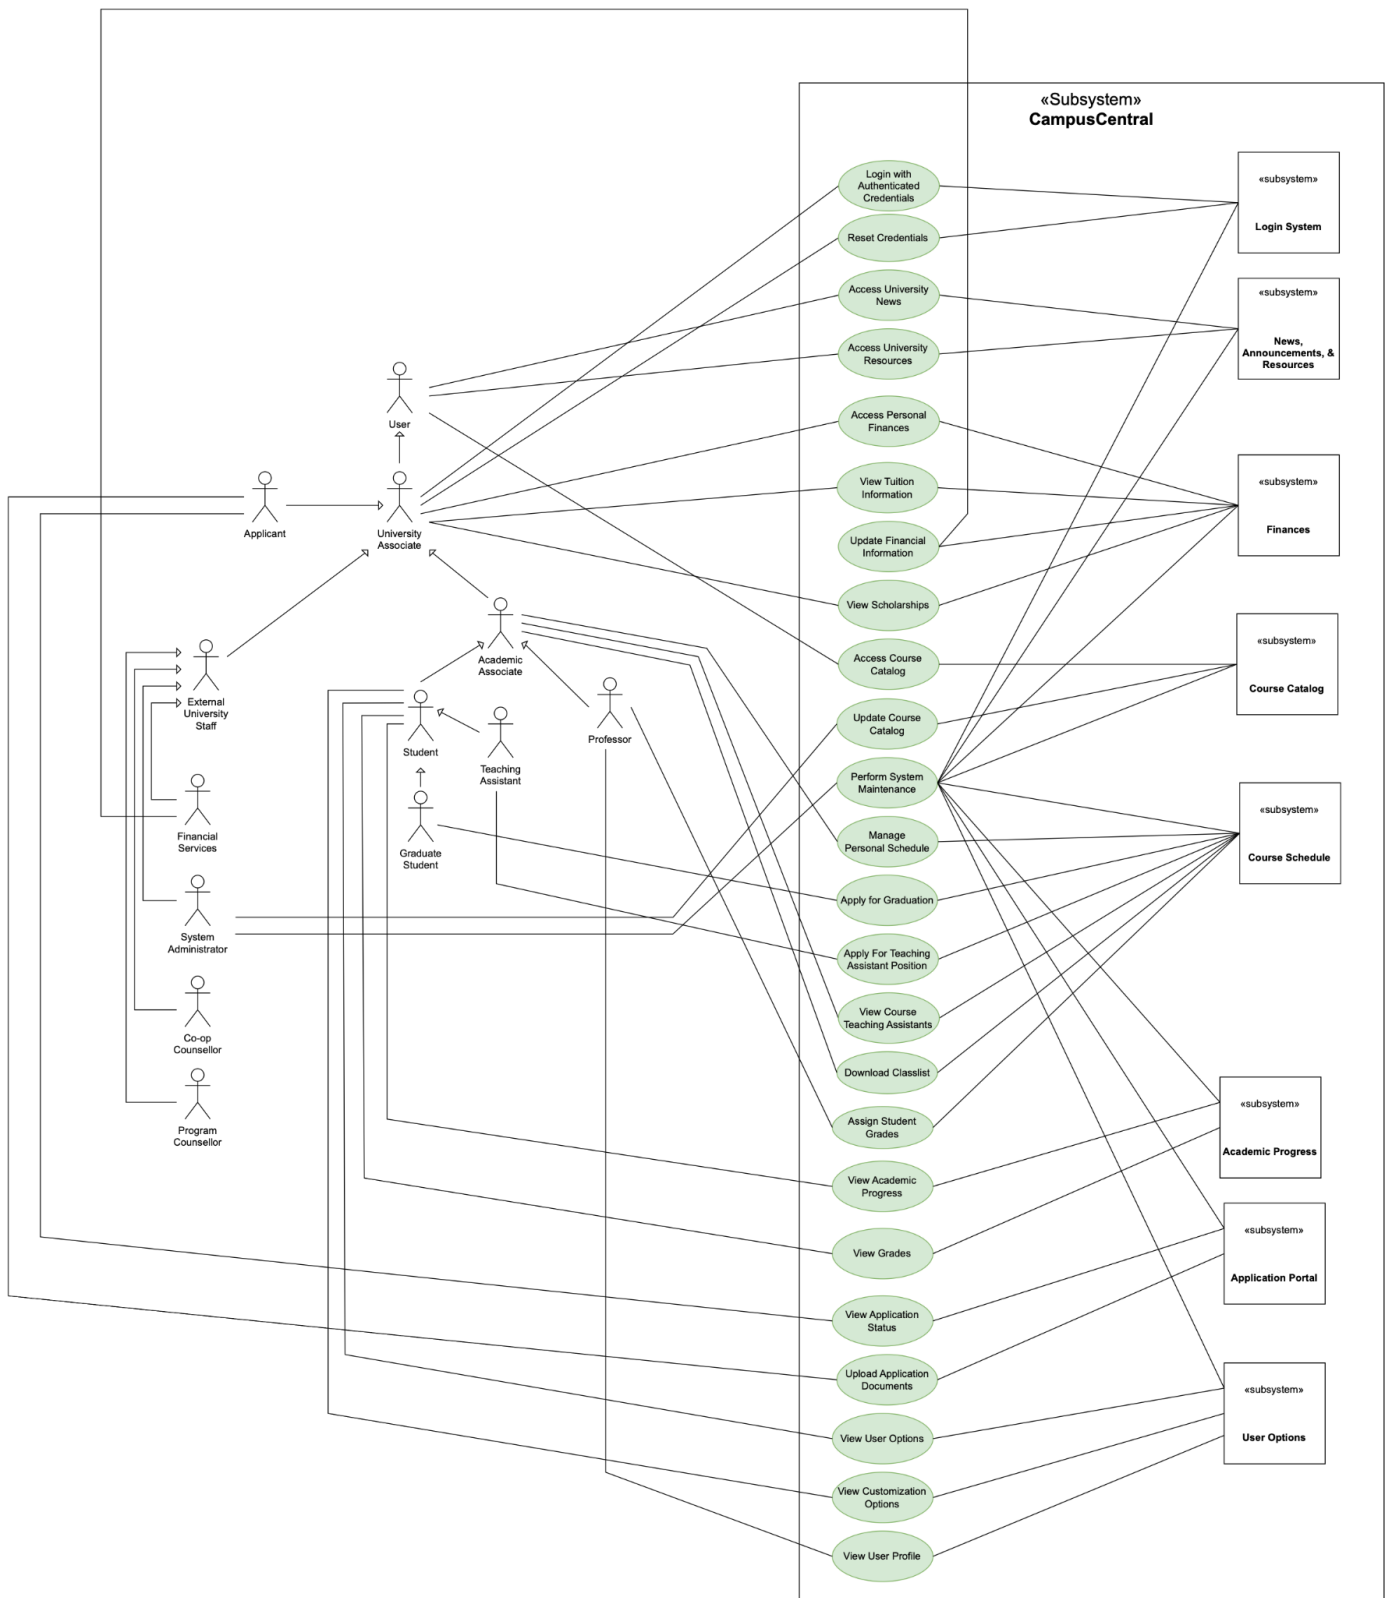 «Subsystem»
CampusCentral
Login with
Authenticated
Credentials
Reset Credentials
Access University
News
Access University
Resources
Access Personal
Finances
View Tuition
Information
Update Financial
Information
View Scholarships
Access Course
Catalog
Update Course
Catalog
Perform System
Maintenance
Manage
Personal Schedule
Apply for Graduation
Apply For Teaching
Assistant Position
View Course
Teaching Assistants
Download Classlist
Assign Student
Grades
View Academic
Progress
View Grades
View Application
Status
Upload Application
Documents
View User Options
View Customization
Options
View User Profile
«subsystem»
Login System
«subsystem»
News,
Announcements, &
Resources
«subsystem»
Finances
«subsystem»
Course Catalog
«subsystem»
Course Schedule
«subsystem»
Academic Progress
«subsystem»
Application Portal
«subsystem»
User Options
User
Applicant
University
Associate
Academic
Associate
External
University
Staff
Student
Teaching
Assistant
Professor
Financial
Services
Graduate
Student
System
Administrator
Co-op
Counsellor
Program
Counsellor